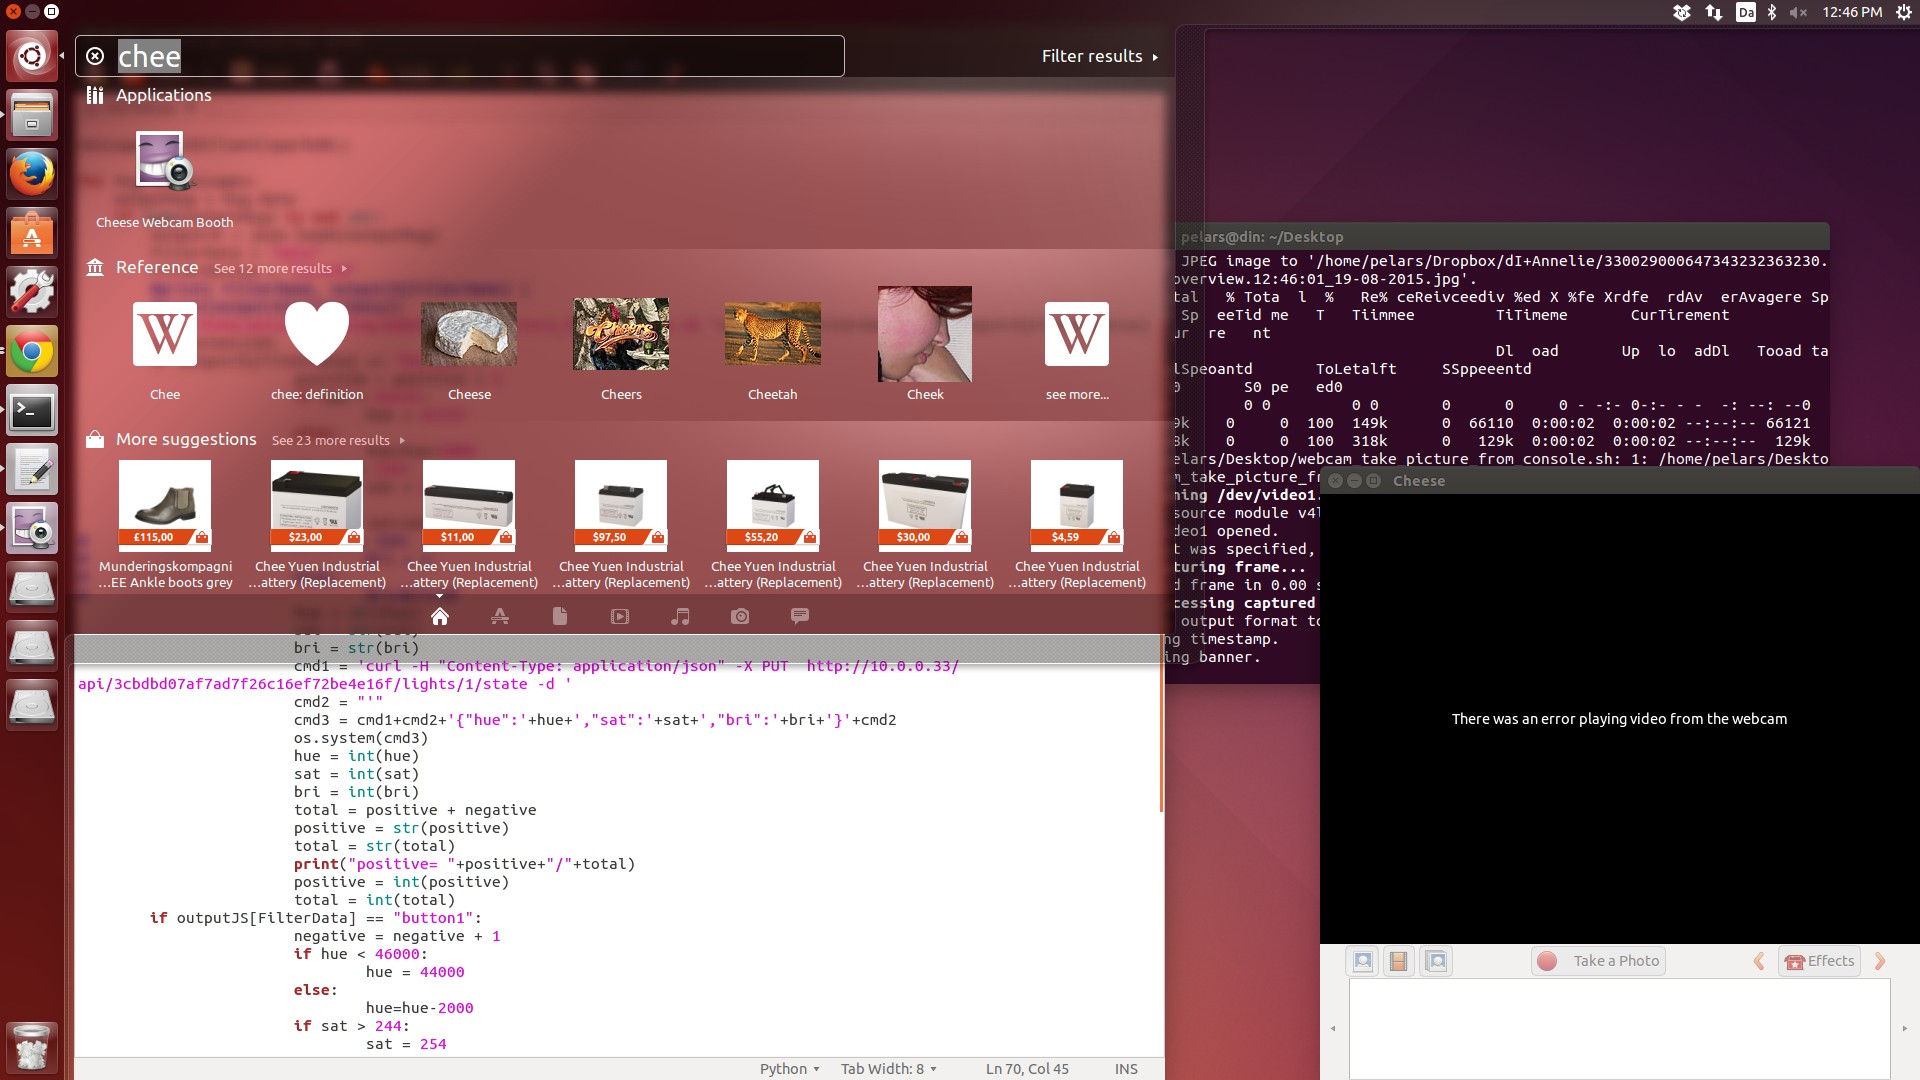 Da
12:46 PM
chee
Filter results
Applications
Cheese Webcam Booth
Reference See 12 more results
Chee
chee: definition
Cheese
Cheers
Cheetah
Cheek
see more...
More suggestions See 23 more results
£115,00
$23,00
$11,00
$97,50
$55,20
$30,00
$4,59
Munderingskompagni
...EE Ankle boots grey
Chee Yuen Industrial
...attery (Replacement)
Chee Yuen Industrial
...attery (Replacement)
Chee Yuen Industrial
...attery (Replacement)
Chee Yuen Industrial
...attery (Replacement)
Chee Yuen Industrial
...attery (Replacement)
Chee Yuen Industrial
...attery (Replacement)
bri = str(bri)
cmd1 = 'curl -H "Content-Type: application/json" -X PUT  http://10.0.0.33/
api/3cbdbd07af7ad7f26c16ef72be4e16f/lights/1/state -d '
cmd2 = "'"
cmd3 = cmd1+cmd2+'{"hue":'+hue+',"sat":'+sat+',"bri":'+bri+'}'+cmd2
os.system(cmd3)
hue = int(hue)
sat = int(sat)
bri = int(bri)
total = positive + negative
positive = str(positive)
total = str(total)
print("positive= "+positive+"/"+total)
positive = int(positive)
total = int(total)
if outputJS[FilterData] == "button1":
negative = negative + 1
if hue < 46000:
hue = 44000
else:
hue=hue-2000
if sat > 244:
sat = 254
Python
Tab Width: 8
Ln 70, Col 45
INS
pelars@din: ~/Desktop
JPEG image to '/home/pelars/Dropbox/dI+Annelie/330029000647343232363230.
overview.12:46:01_19-08-2015.jpg'.
tal   % Tota  l  %   Re% ceReivceediv %ed X %fe Xrdfe  rdAv  erAvagere Sp
Sp  eeTid me   T   Tiimmee         TiTimeme       CurTirement
ur  re   nt
Dl  oad       Up  lo  adDl   Tooad ta
lSpeoantd       ToLetalft     SSppeeentd
0       S0 pe   ed0
0 0         0 0      0      0     0 - -:- 0-:- - -  -: --: --0
9k    0     0  100  149k      0  66110  0:00:02  0:00:02 --:--:-- 66121
8k    0     0  100  318k      0   129k  0:00:02  0:00:02 --:--:--  129k
elars/Desktop/webcam_take_picture_from_console.sh: 1: /home/pelars/Deskto
m_take_picture_fr
ning /dev/video1.
source module v4l
deo1 opened.
t was specified,
turing frame...
d frame in 0.00 s
cessing captured
output format to
ng timestamp.
ing banner.
Cheese
There was an error playing video from the webcam
Take a Photo
Effects